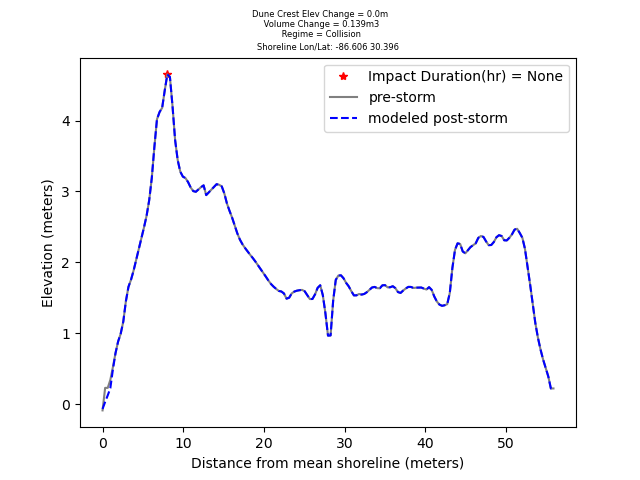 Dune Crest Elev Change = 0.0m
Volume Change = 0.139m3
Regime = Collision
Shoreline Lon/Lat: -86.606 30.396
Impact Duration(hr) = None
pre-storm
modeled post-storm
Elevation (meters)
4
3
2
1
0
0 10 20 30 40 50
Distance from mean shoreline (meters)